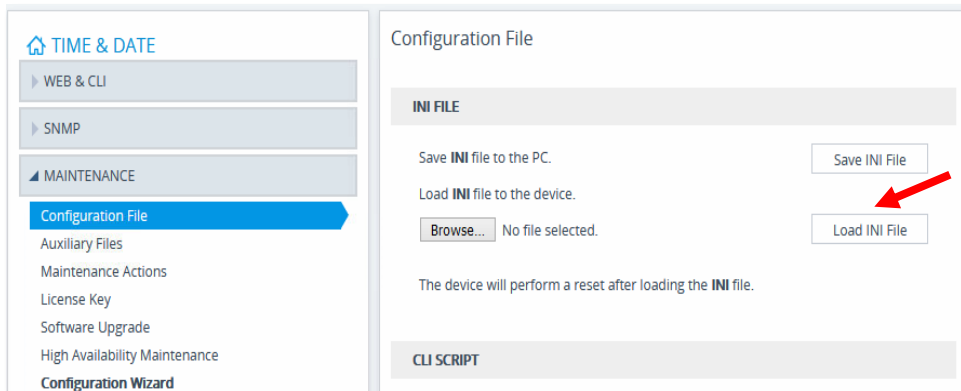 TIME & DATE
WEB & CLI
SNMP
MAINTENANCE
Configuration File
Auxiliary Files
Maintenance Actions
License Key
Software Upgrade
High Availability Maintenance
Configuration Wizard
Configuration File
INI FILE
Save INI file to the PC.
Save INI File
Load INI file to the device.
Browse... No file selected.
Load INI File
The device will perform a reset after loading the INI file.
CLI SCRIPT